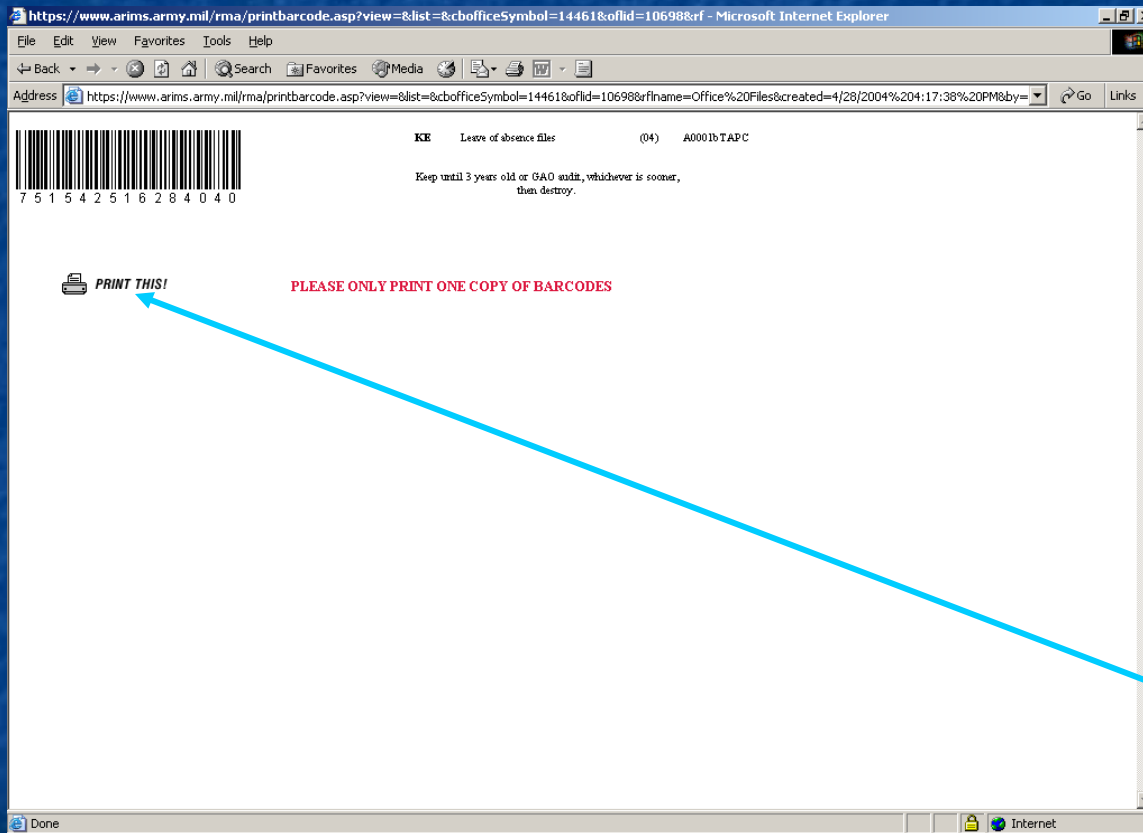 https://www.arims.army.mil/rma/printbarcode.asp?view=&list=&cbofficeSymbol=14461&oflid=10698&rf - Microsoft Internet Explorer
File Edit View Favorites Tools Help
Back Search Favorites Media
Address https://www.arims.army.mil/rma/printbarcode.asp?view=&list=&cbofficeSymbol=14461&oflid=10698&rflname=Office%20Files&created=4/28/2004%204:17:38%20PM&by= Go Links
KE Leave of absence files (04) A0001bTAPC
Keep until 3 years old or GAO audit, whichever is sooner,
then destroy.
7 5 1 5 4 2 5 1 6 2 8 4 0 4 0
PRINT THIS!
PLEASE ONLY PRINT ONE COPY OF BARCODES
Done Internet